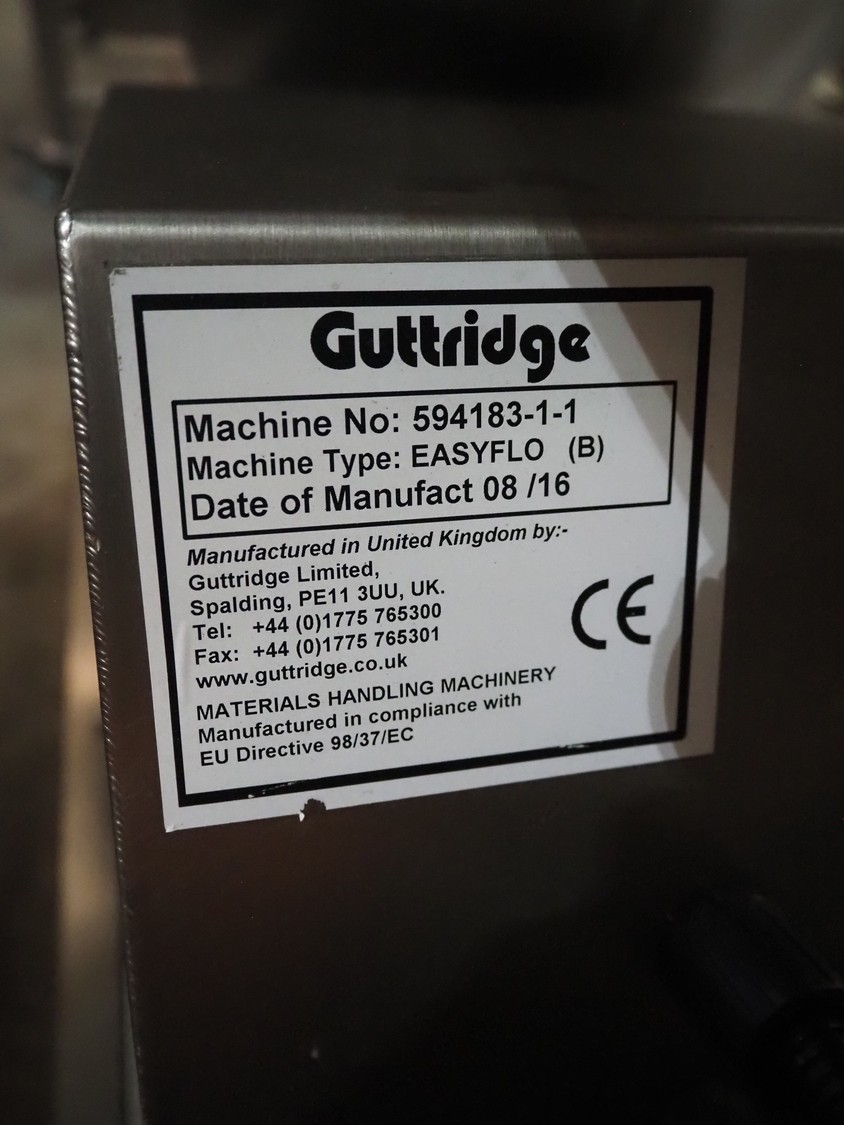 Guttridge
Machine No: 594183-1-1
Machine Type: EASYFLO (B)
Date of Manufact 08 /16
Manufactured in United Kingdom by:-
Guttridge Limited,
Spalding, PE11 3UU, UK.
Tel: +44 (0)1775 765300
Fax: +44 (0)1775 765301
www.guttridge.co.uk
CE
MATERIALS HANDLING MACHINERY
Manufactured in compliance with
EU Directive 98/37/EC